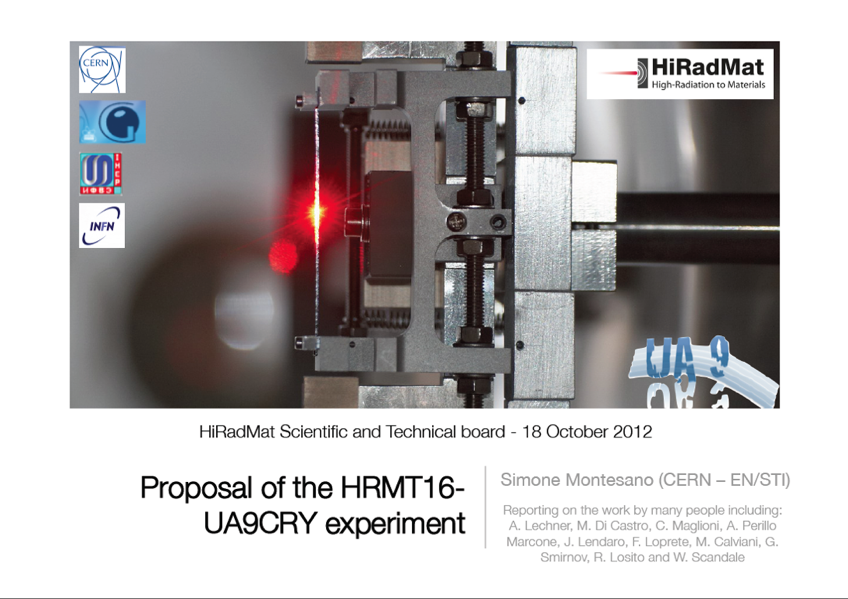 CERN
HiRadMat
High-Radiation to Materials
IHEP
INFN
UA 9
HiRadMat Scientific and Technical board - 18 October 2012
Proposal of the HRMT16-
UA9CRY experiment
Simone Montesano (CERN – EN/STI)
Reporting on the work by many people including:
A. Lechner, M. Di Castro, C. Maglioni, A. Perillo
Marcone, J. Lendaro, F. Loprete, M. Calviani, G.
Smirnov, R. Losito and W. Scandale